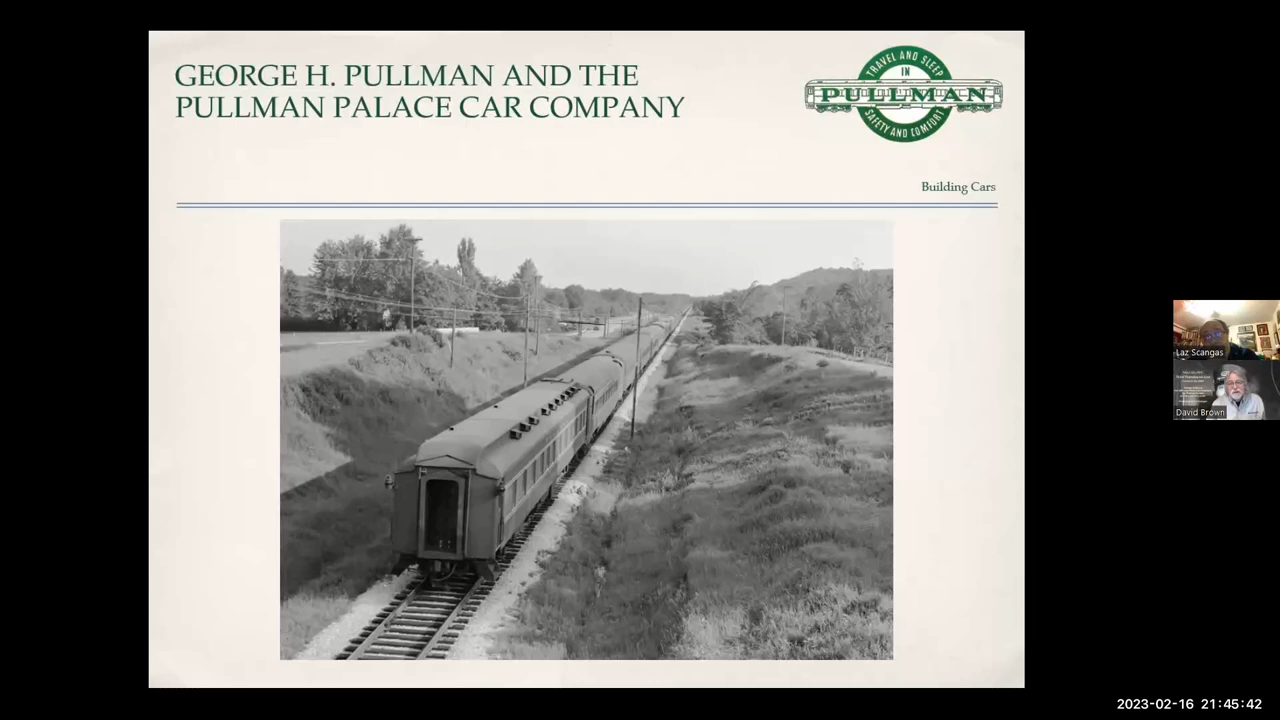 GEORGE H. PULLMAN AND THE
PULLMAN PALACE CAR COMPANY
TRAVEL AND SLEEP
IN
PULLMAN
SAFETY AND COMFORT
Building Cars
Laz Scangas
David Brown
2023-02-16 21:45:42